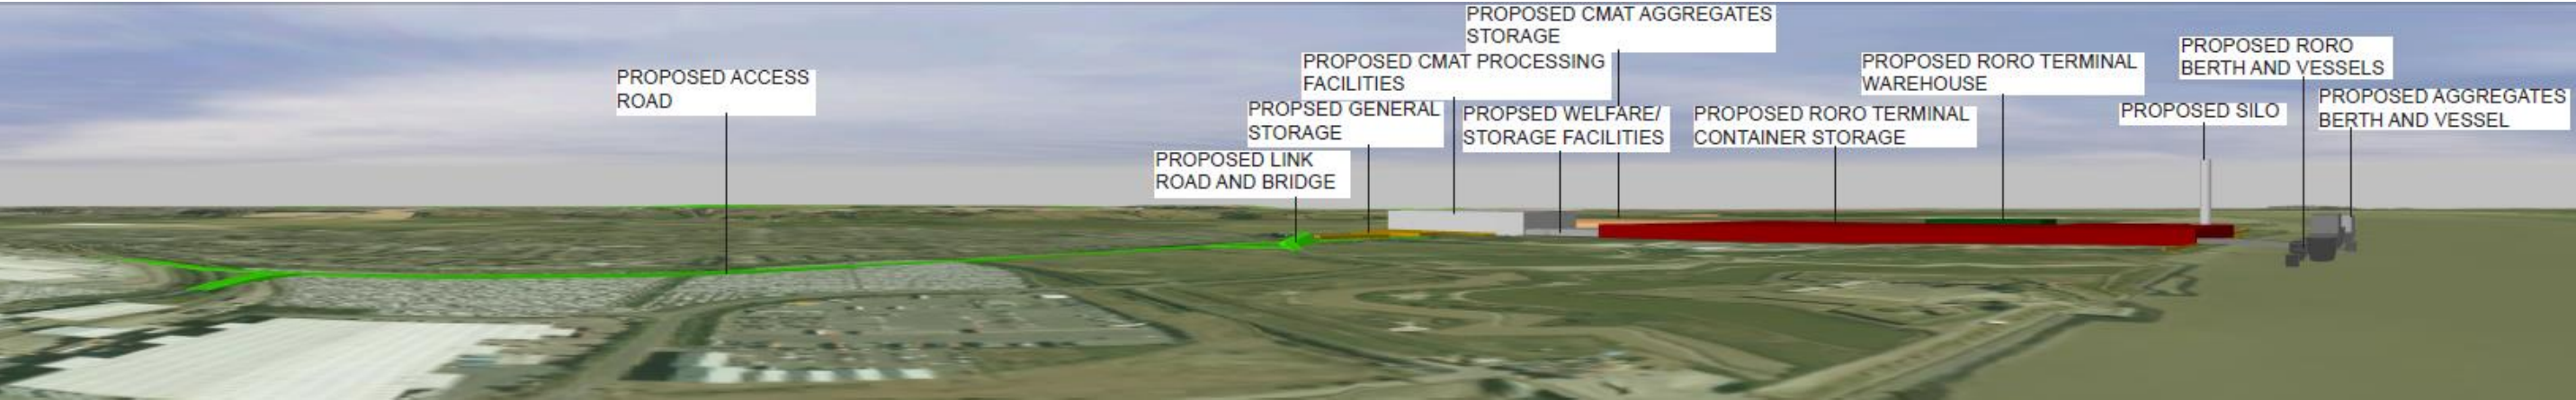 PROPOSED ACCESS
ROAD
PROPOSED LINK
ROAD AND BRIDGE
PROPSED GENERAL
STORAGE
PROPOSED CMAT PROCESSING
FACILITIES
PROPOSED CMAT AGGREGATES
STORAGE
PROPSED WELFARE/
STORAGE FACILITIES
PROPOSED RORO TERMINAL
CONTAINER STORAGE
PROPOSED RORO TERMINAL
WAREHOUSE
PROPOSED SILO
PROPOSED RORO
BERTH AND VESSELS
PROPOSED AGGREGATES
BERTH AND VESSEL